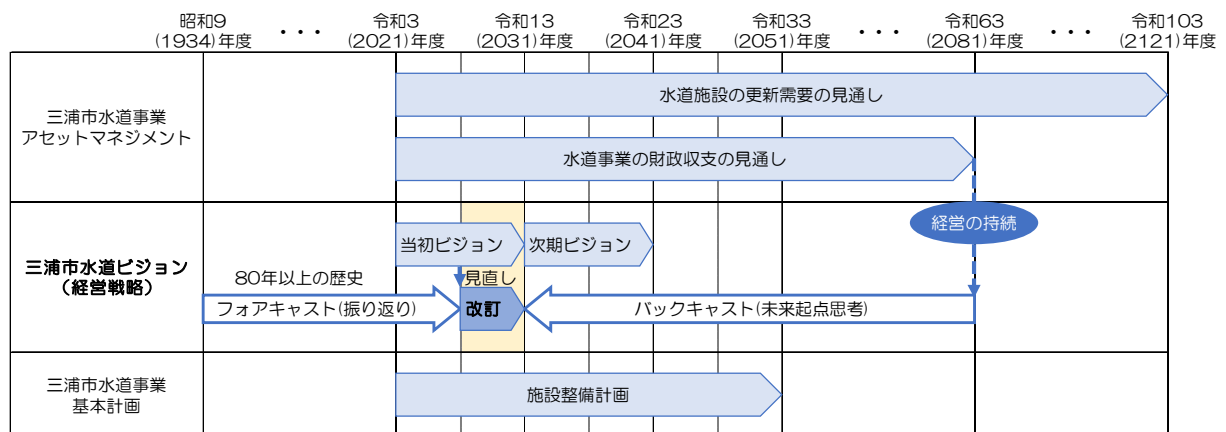 昭和9
(1934)年度
・・・
令和3
(2021)年度
令和13
(2031)年度
令和23
(2041)年度
令和33
(2051)年度
・・・
令和63
(2081)年度
・・・
令和103
(2121)年度
三浦市水道事業
アセットマネジメント
水道施設の更新需要の見通し
水道事業の財政収支の見通し
経営の持続
三浦市水道ビジョン
(経営戦略)
当初ビジョン
次期ビジョン
80年以上の歴史
見直し
フォアキャスト(振り返り)
改訂
バックキャスト(未来起点思考)
三浦市水道事業
基本計画
施設整備計画